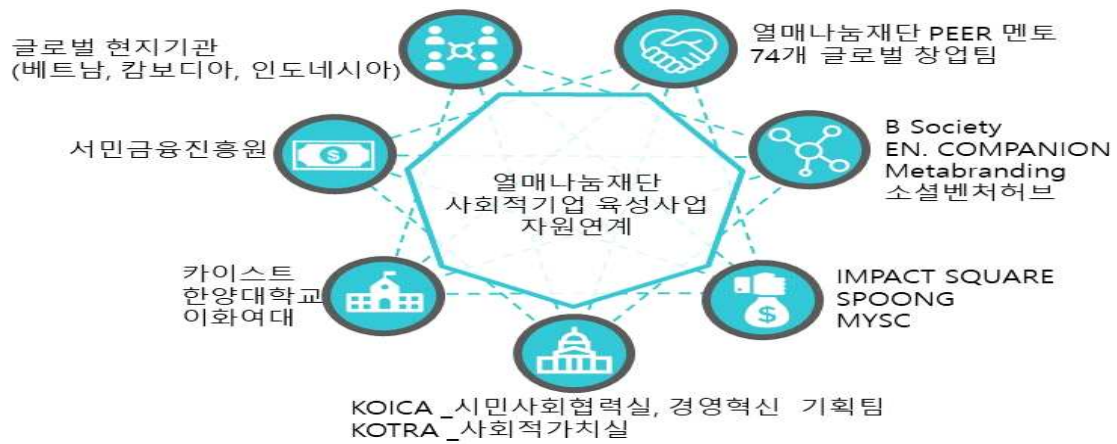 글로벌 현지기관
(베트남, 캄보디아, 인도네시아)
열매나눔재단 PEER 멘토
74개 글로벌 창업팀
서민금융진흥원
B Society
EN. COMPANION
Metabranding
소셜벤처허브
열매나눔재단
사회적기업 육성사업
자원연계
카이스트
한양대학교
이화여대
IMPACT SQUARE
SPOONG
MYSC
KOICA _시민사회협력실, 경영혁신 기획팀
KOTRA _사회적가치실